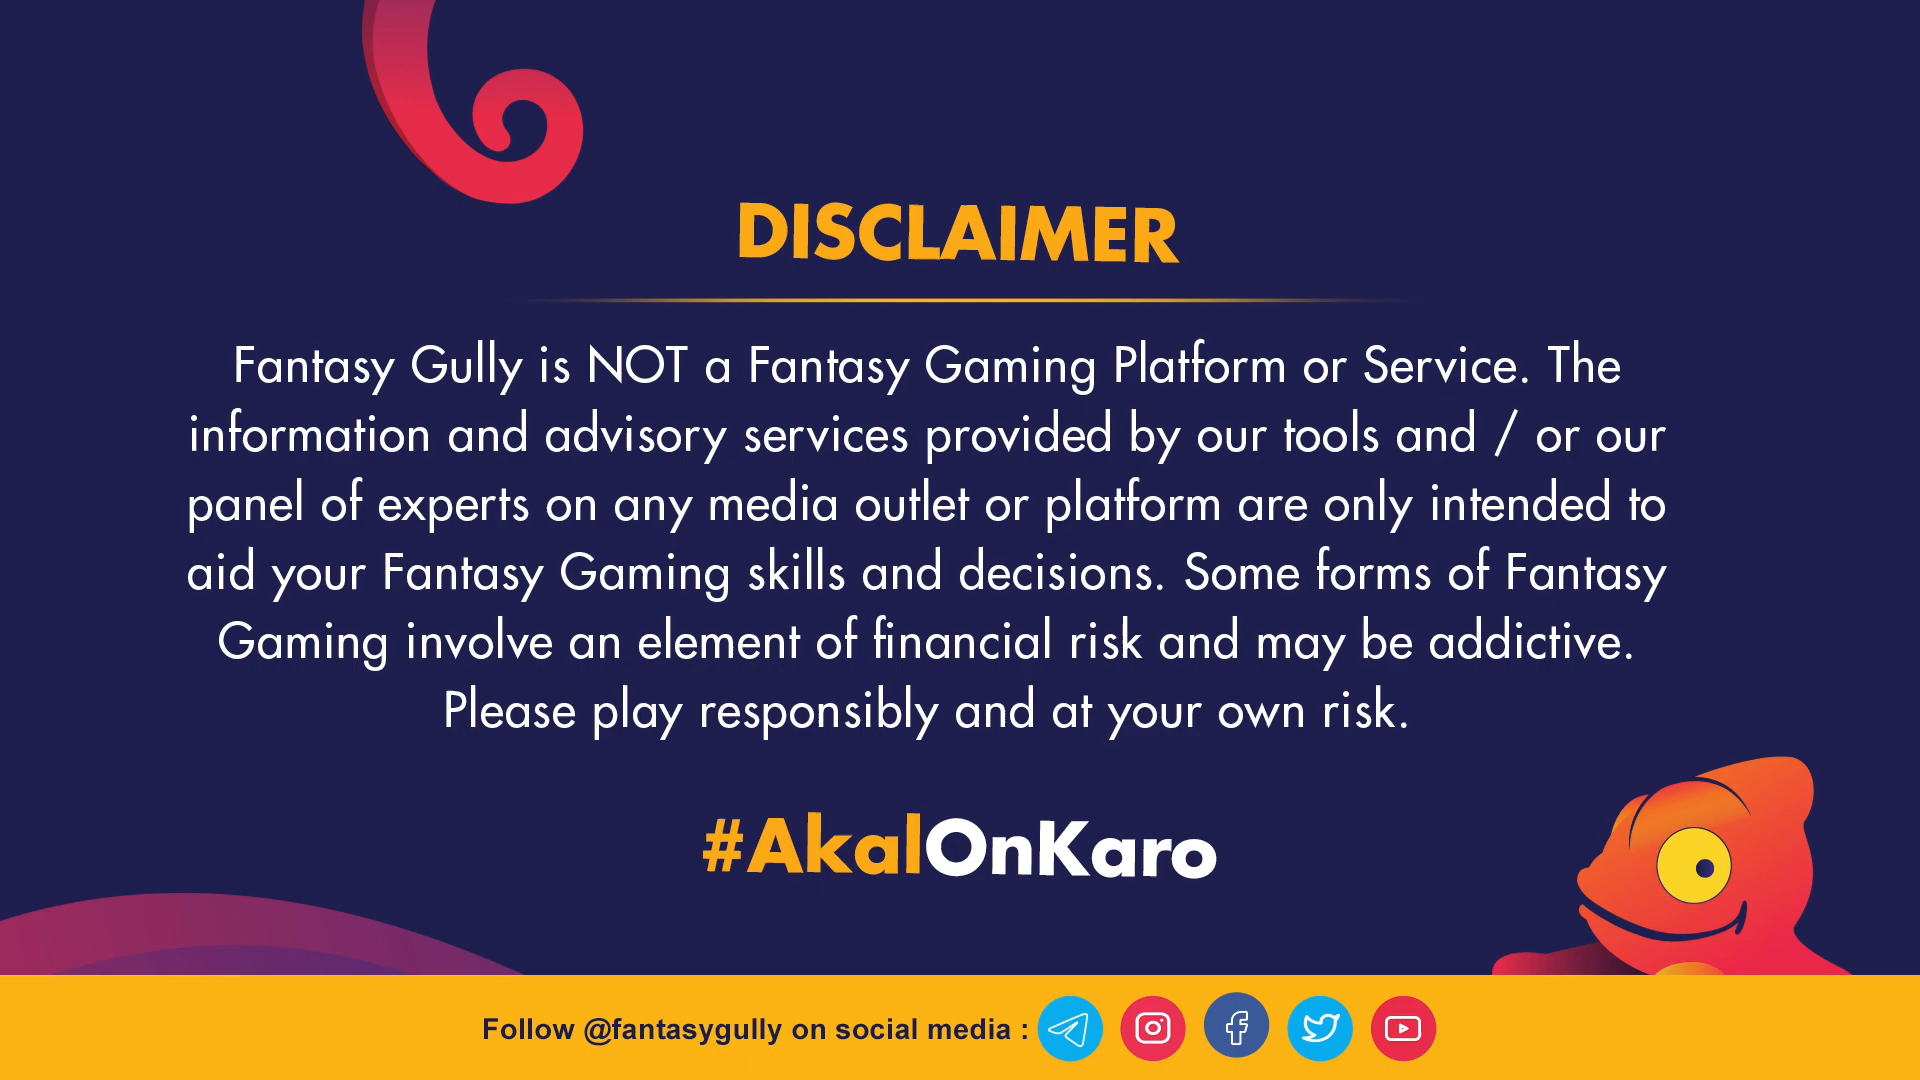 DISCLAIMER
Fantasy Gully is NOT a Fantasy Gaming Platform or Service. The
information and advisory services provided by our tools and / or our
panel of experts on any media outlet or platform are only intended to
aid your Fantasy Gaming skills and decisions. Some forms of Fantasy
Gaming involve an element of financial risk and may be addictive.
Please play responsibly and at your own risk.
#AkalOnKaro
Follow @fantasygully on social media :